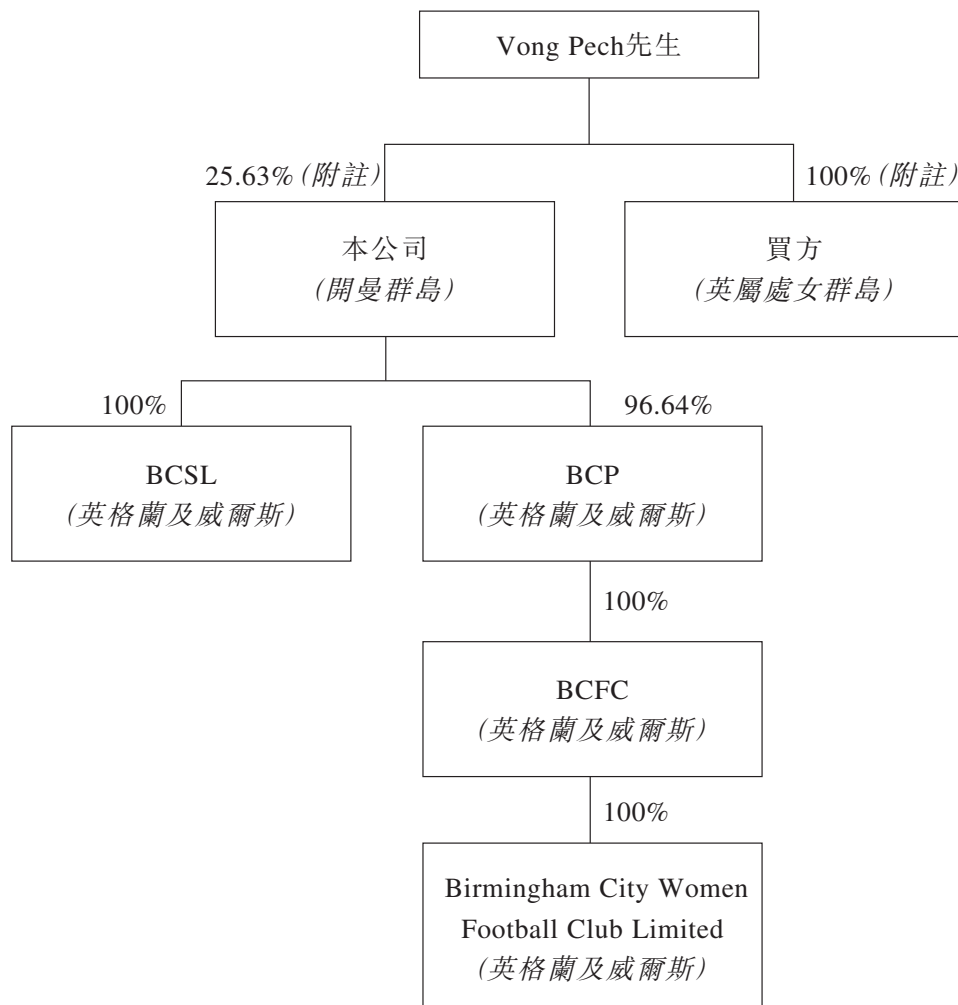 Vong Pech先生
25.63% (附註)
100% (附註)
本公司
(開曼群島)
買方
(英屬處女群島)
100%
96.64%
BCSL
(英格蘭及威爾斯)
BCP
(英格蘭及威爾斯)
100%
BCFC
(英格蘭及威爾斯)
100%
Birmingham City Women
Football Club Limited
(英格蘭及威爾斯)